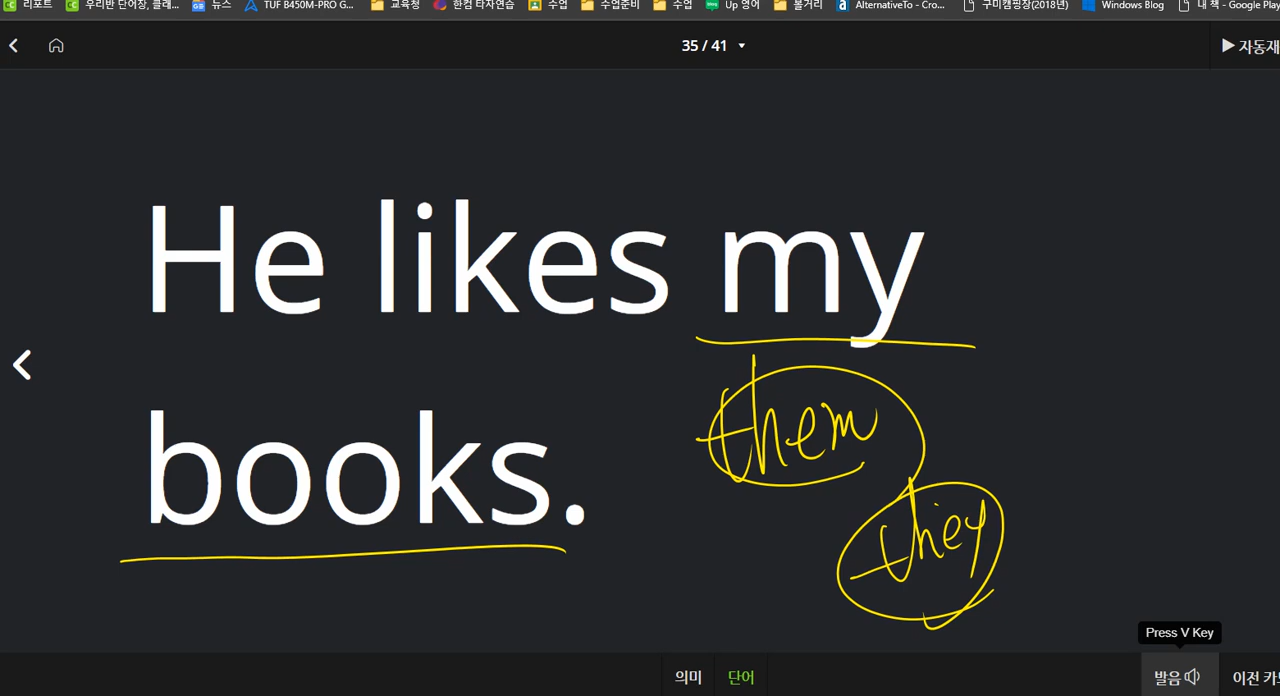 리포트 우리반 단어장, 클래... 뉴스 TUF B450M-PRO G... 교육청 한컴 타자연습 수업 수업준비 수업 Up 영어 볼거리 AlternativeTo - Cro... 구미캠핑장(2018년) Windows Blog 내 책 - Google Play
35 / 41 자동재
He likes my
books.
them
they
Press V Key
의미 단어 발음 이전 카드